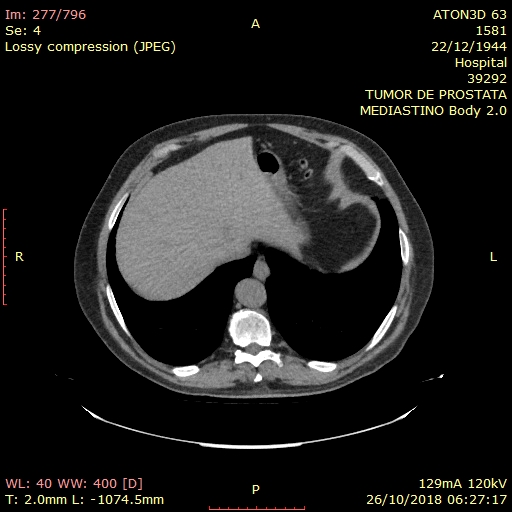 Im: 277/796
Se: 4
Lossy compression (JPEG)
A
ATON3D 63
1581
22/12/1944
Hospital
39292
TUMOR DE PROSTATA
MEDIASTINO Body 2.0
R
L
WL: 40 WW: 400 [D]
T: 2.0mm L: -1074.5mm
P
129mA 120kV
26/10/2018 06:27:17